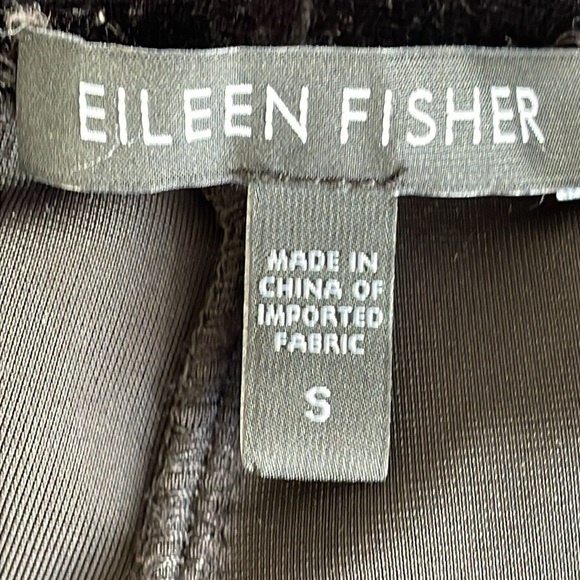 EILEEN FISHER
MADE IN
CHINA OF
IMPORTED
FABRIC
S